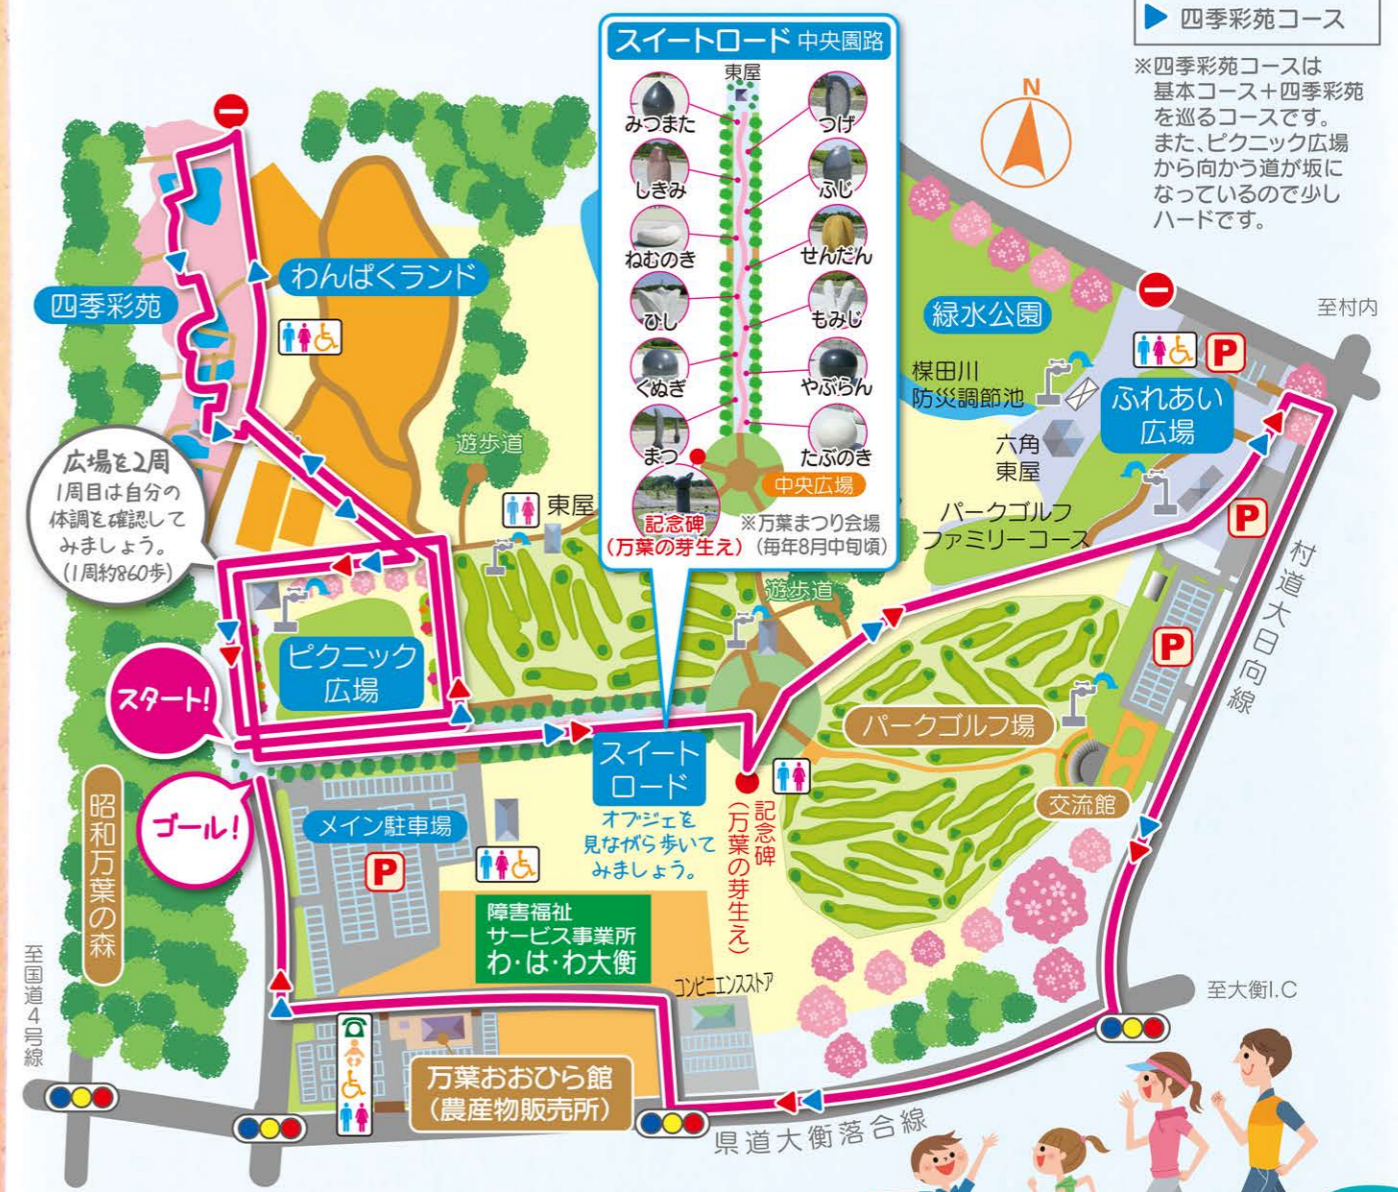 四季彩苑コース
※四季彩苑コースは
基本コース+四季彩苑
を巡るコースです。
また、ピクニック広場
から向かう道が坂に
なっているので少し
ハードです。
N
スイートロード 中央園路
東屋
みつまた
つげ
しきみ
ふじ
ねむのき
せんだん
ひし
もみじ
くぬぎ
やぶらん
まつ
たぶのき
中央広場
記念碑
(万葉の芽生え)
※万葉まつり会場
(毎年8月中旬頃)
四季彩苑
わんぱくランド
遊歩道
東屋
広場を2周
1周目は自分の
体調を確認して
みましょう。
(1周約860歩)
ピクニック
広場
スタート!
ゴール!
昭和万葉の森
メイン駐車場
P
スイート
ロード
オブジェを
見ながら歩いて
みましょう。
記念碑
(万葉の芽生え)
遊歩道
緑水公園
楳田川
防災調節池
六角
東屋
ふれあい
広場
P
P
P
パークゴルフ
ファミリーコース
パークゴルフ場
交流館
至村内
村道大日向線
至大衡I.C
県道大衡落合線
障害福祉
サービス事業所
わ・は・わ大衡
コンビニエンスストア
万葉おおひら館
(農産物販売所)
至国道4号線